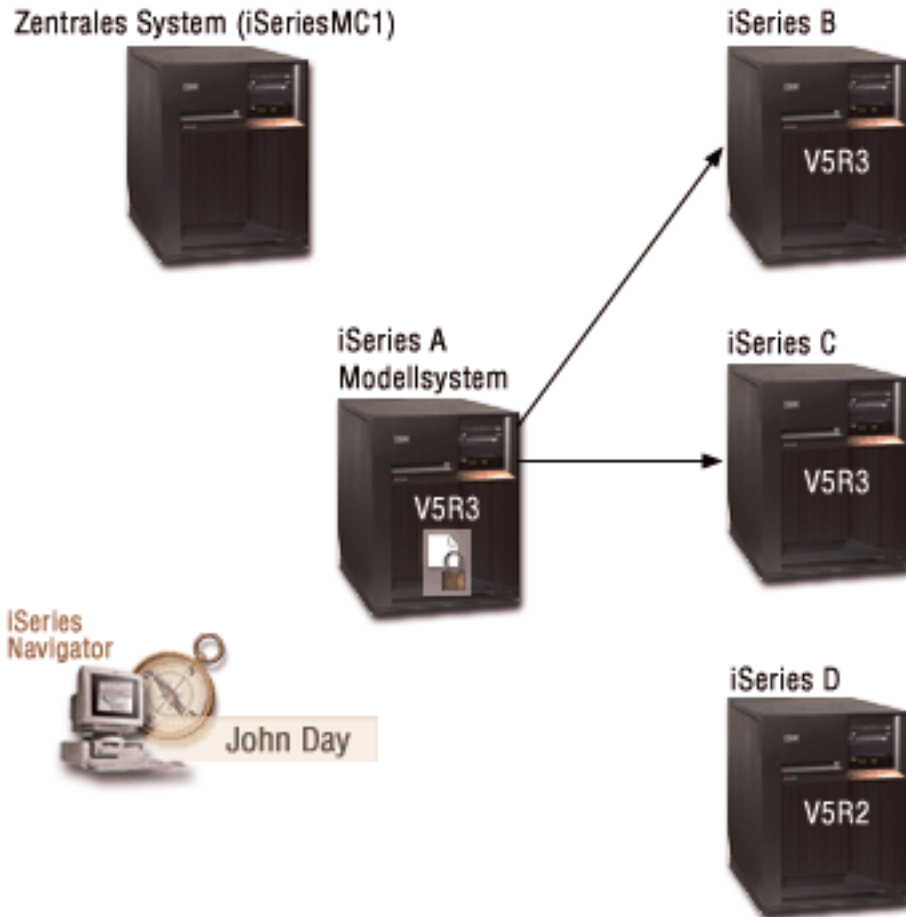 Zentrales System (iSeriesMC1)
iSeries B
V5R3
iSeries A
Modellsystem
V5R3
iSeries C
V5R3
iSeries
Navigator
John Day
iSeries D
V5R2